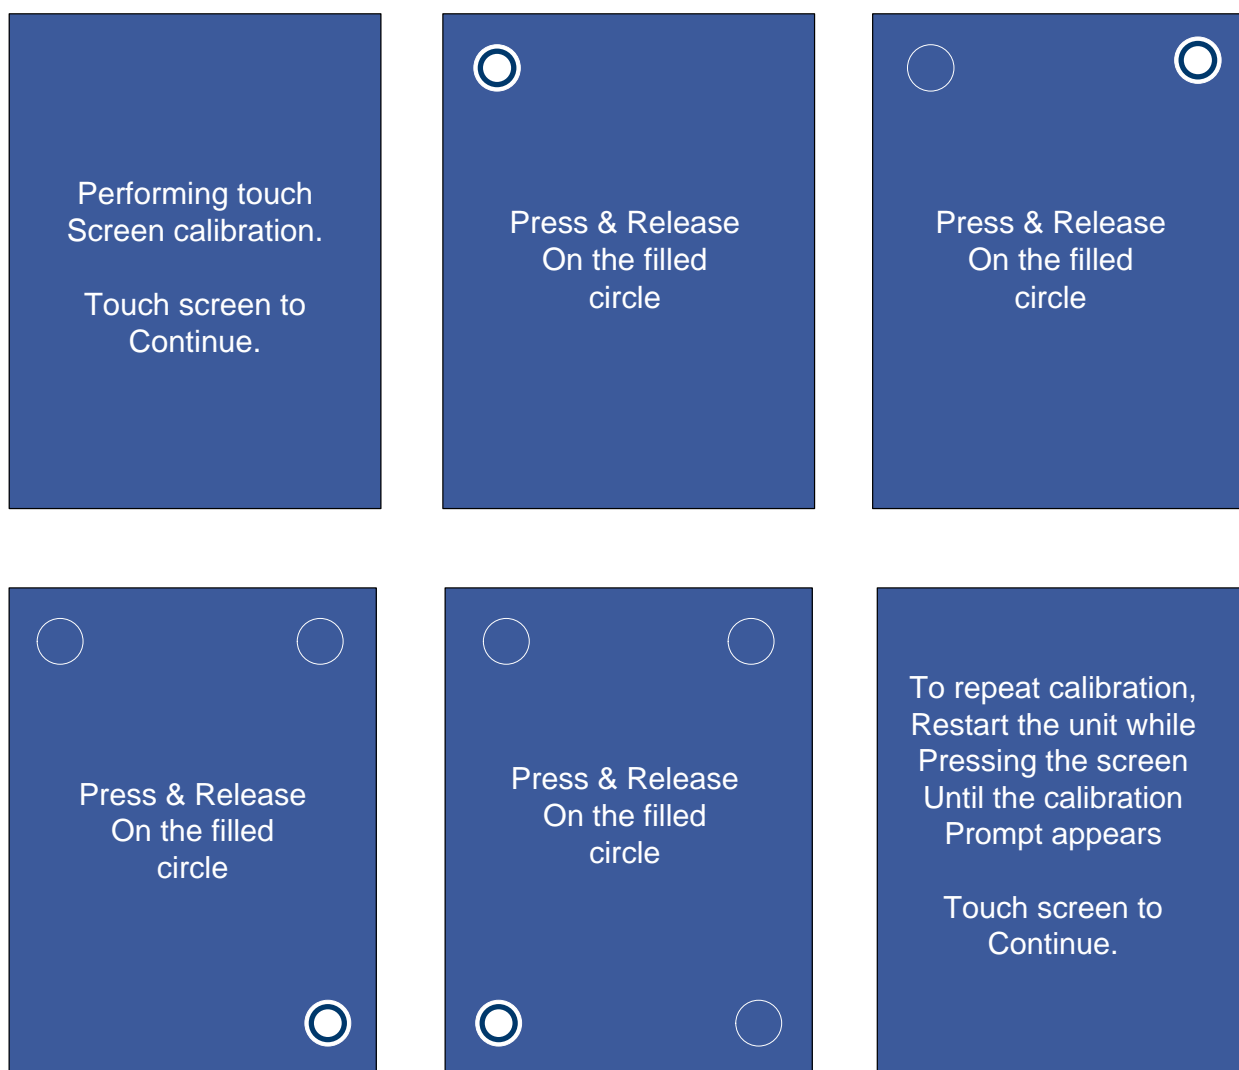 Performing touch
Screen calibration.
Touch screen to
Continue.
Press & Release
On the filled
circle
Press & Release
On the filled
circle
Press & Release
On the filled
circle
Press & Release
On the filled
circle
To repeat calibration,
Restart the unit while
Pressing the screen
Until the calibration
Prompt appears
Touch screen to
Continue.